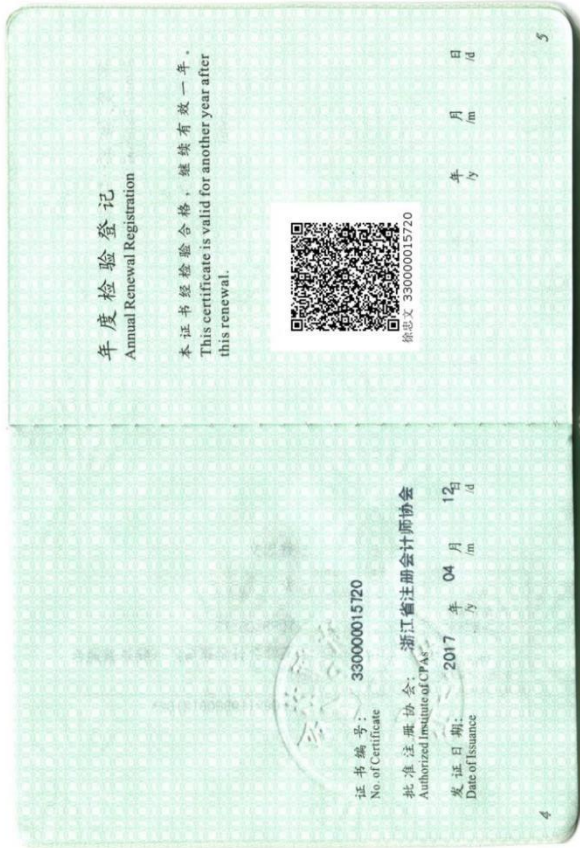 年度检验登记
Annual Renewal Registration
本证书经检验合格，继续有效一年。
This certificate is valid for another year after
this renewal.
徐忠文 330000015720
年 月 日
/y /m /d
5
证书编号： 330000015720
No. of Certificate
批准注册协会： 浙江省注册会计师协会
Authorized Institute of CPAs
发证日期： 2017 年 04 月 12日
Date of Issuance /y /m /d
4